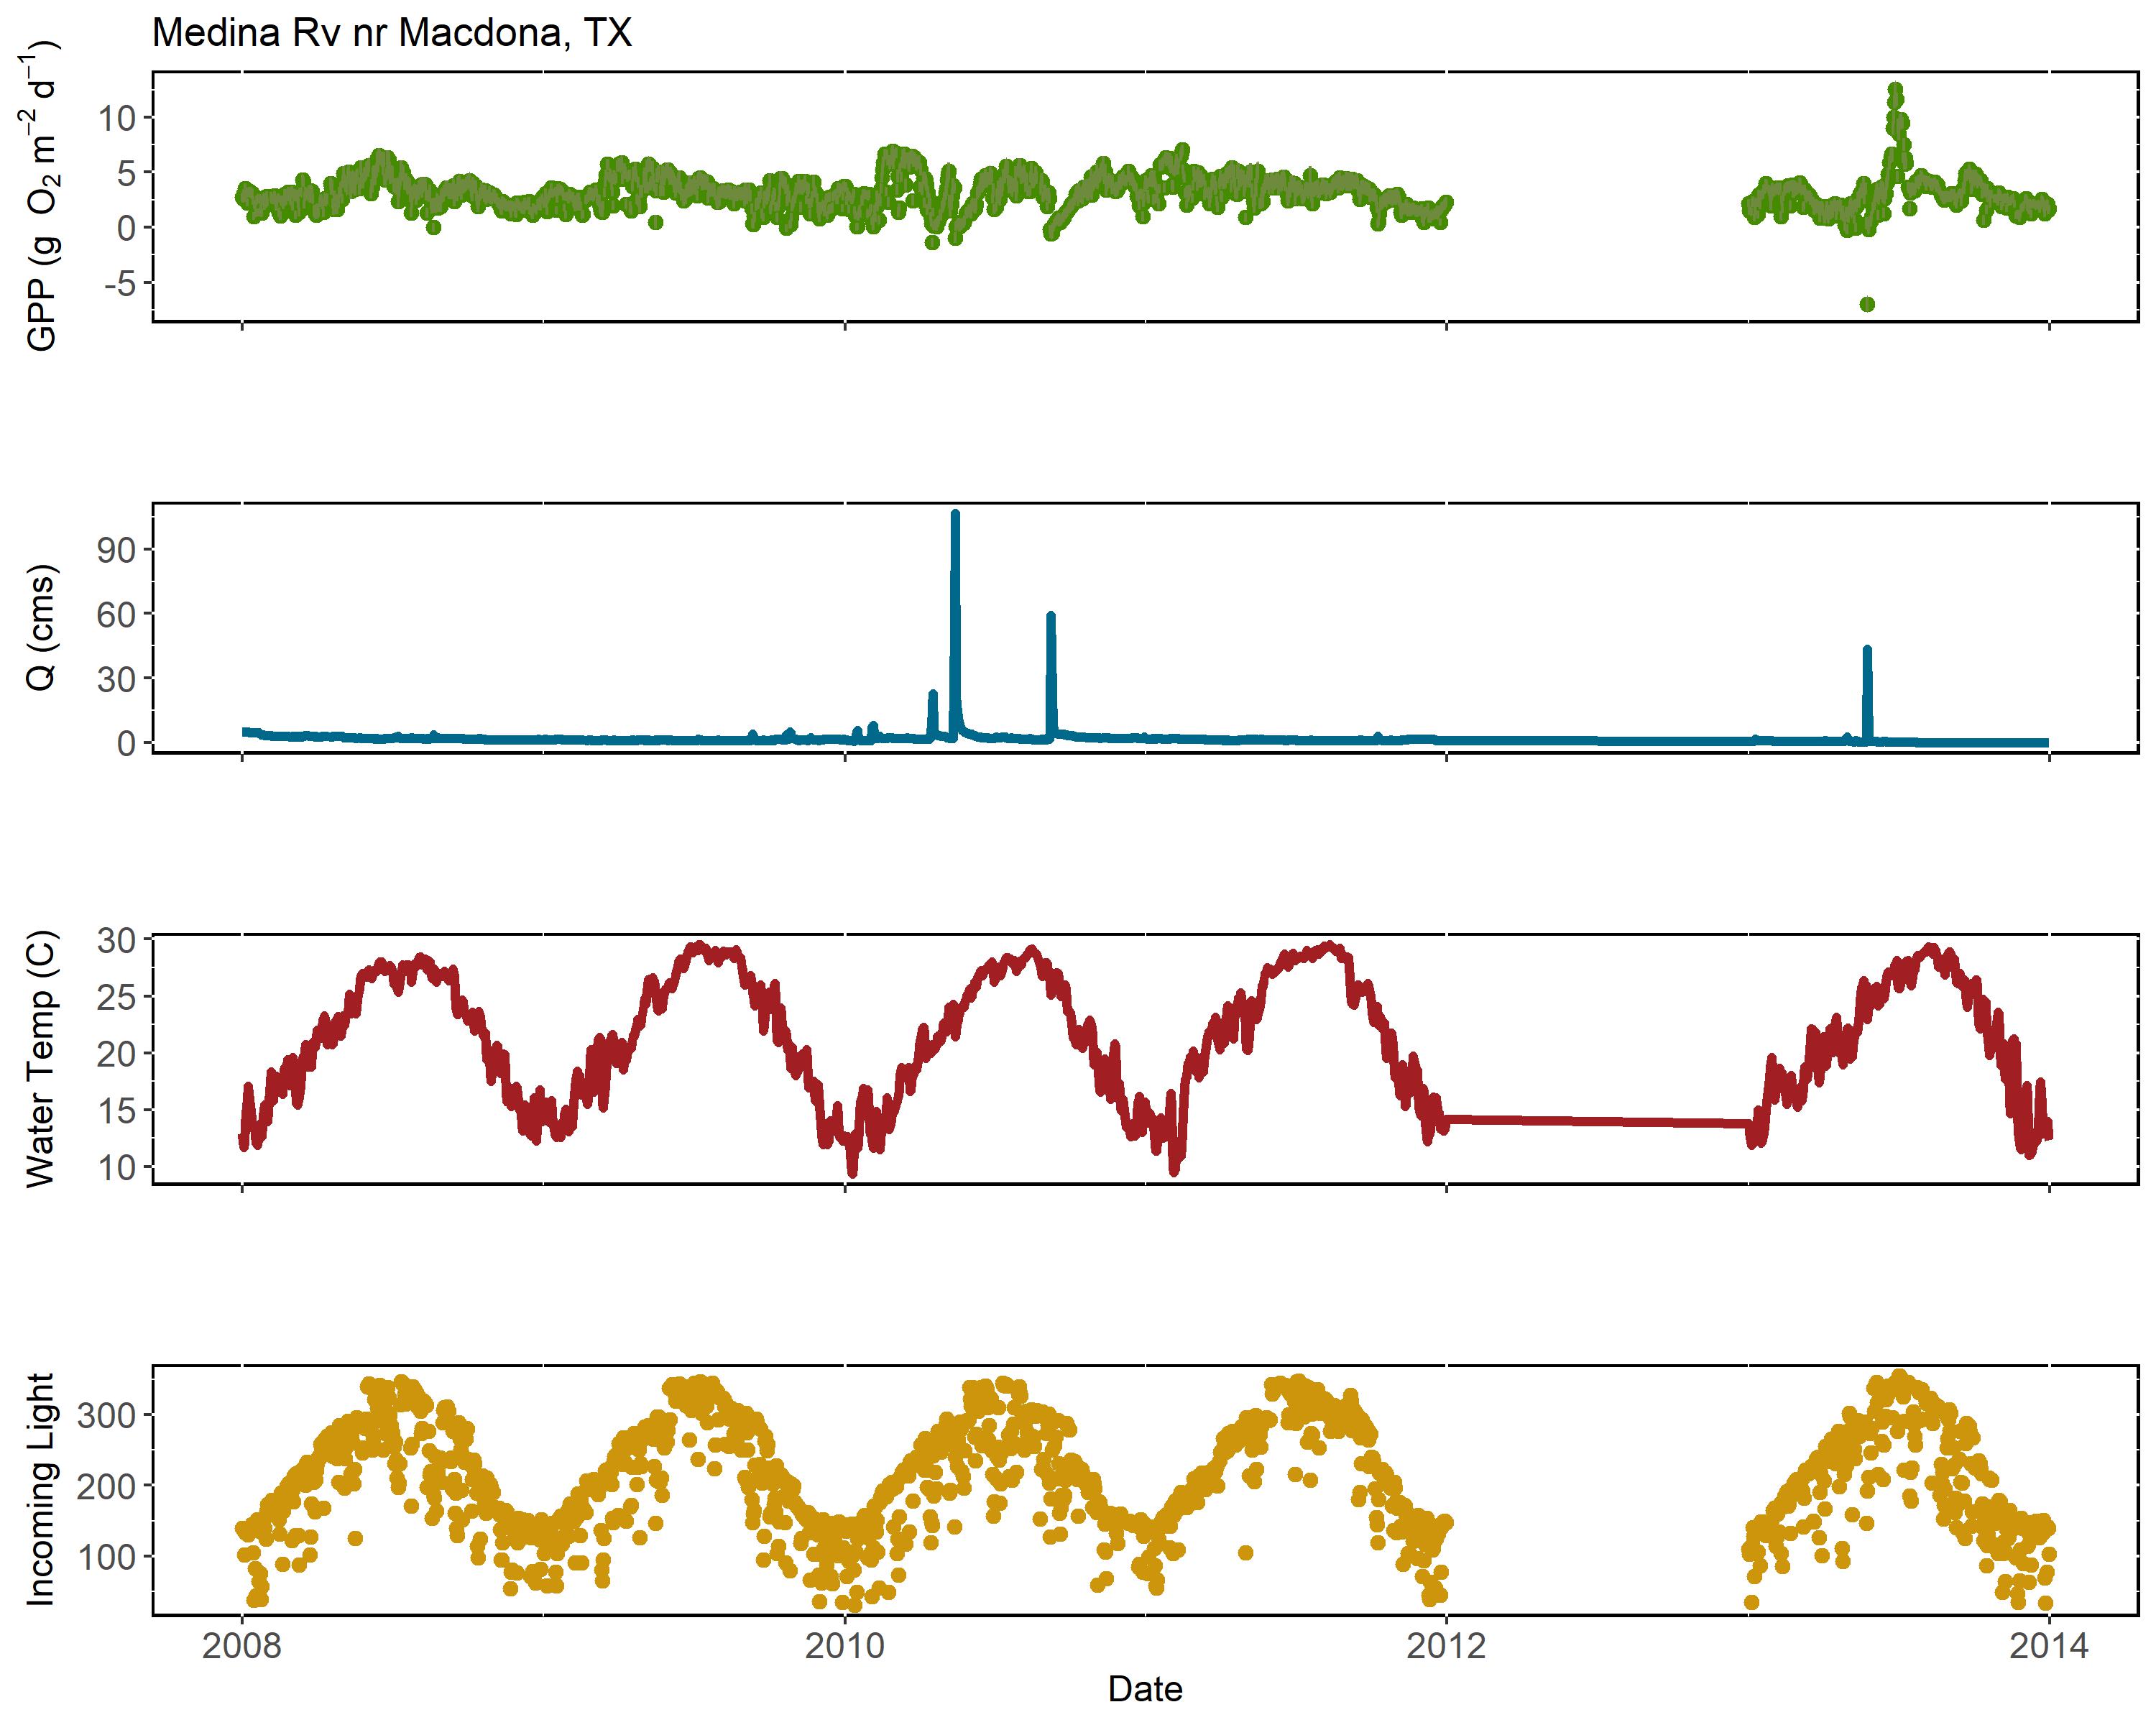 Medina Rv nr Macdona, TX
GPP (g O₂ m⁻² d⁻¹)
10
5
0
-5
Q (cms)
90
60
30
0
Water Temp (C)
30
25
20
15
10
Incoming Light
300
200
100
2008 2010 2012 2014
Date